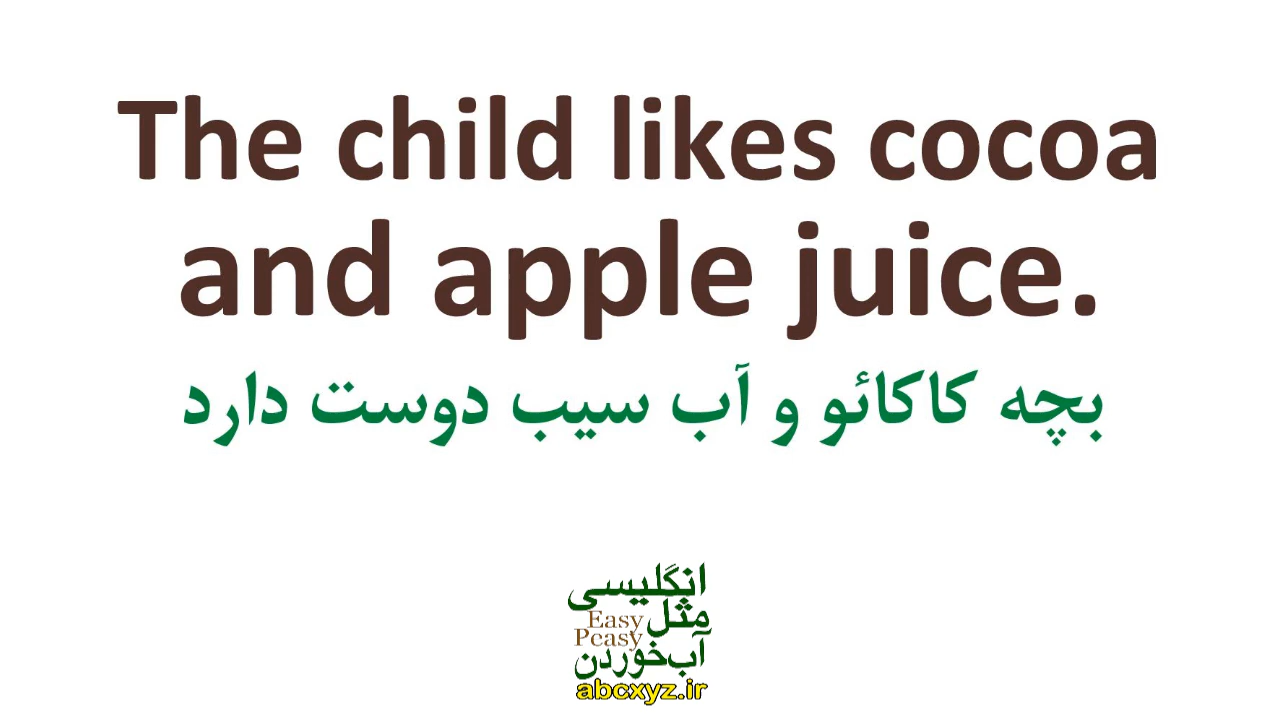 The child likes cocoa
and apple juice.
بچه کاکائو و آب سیب دوست دارد
انگلیسی
مثل
Easy
Peasy
آب‌خوردن
abcxyz.ir